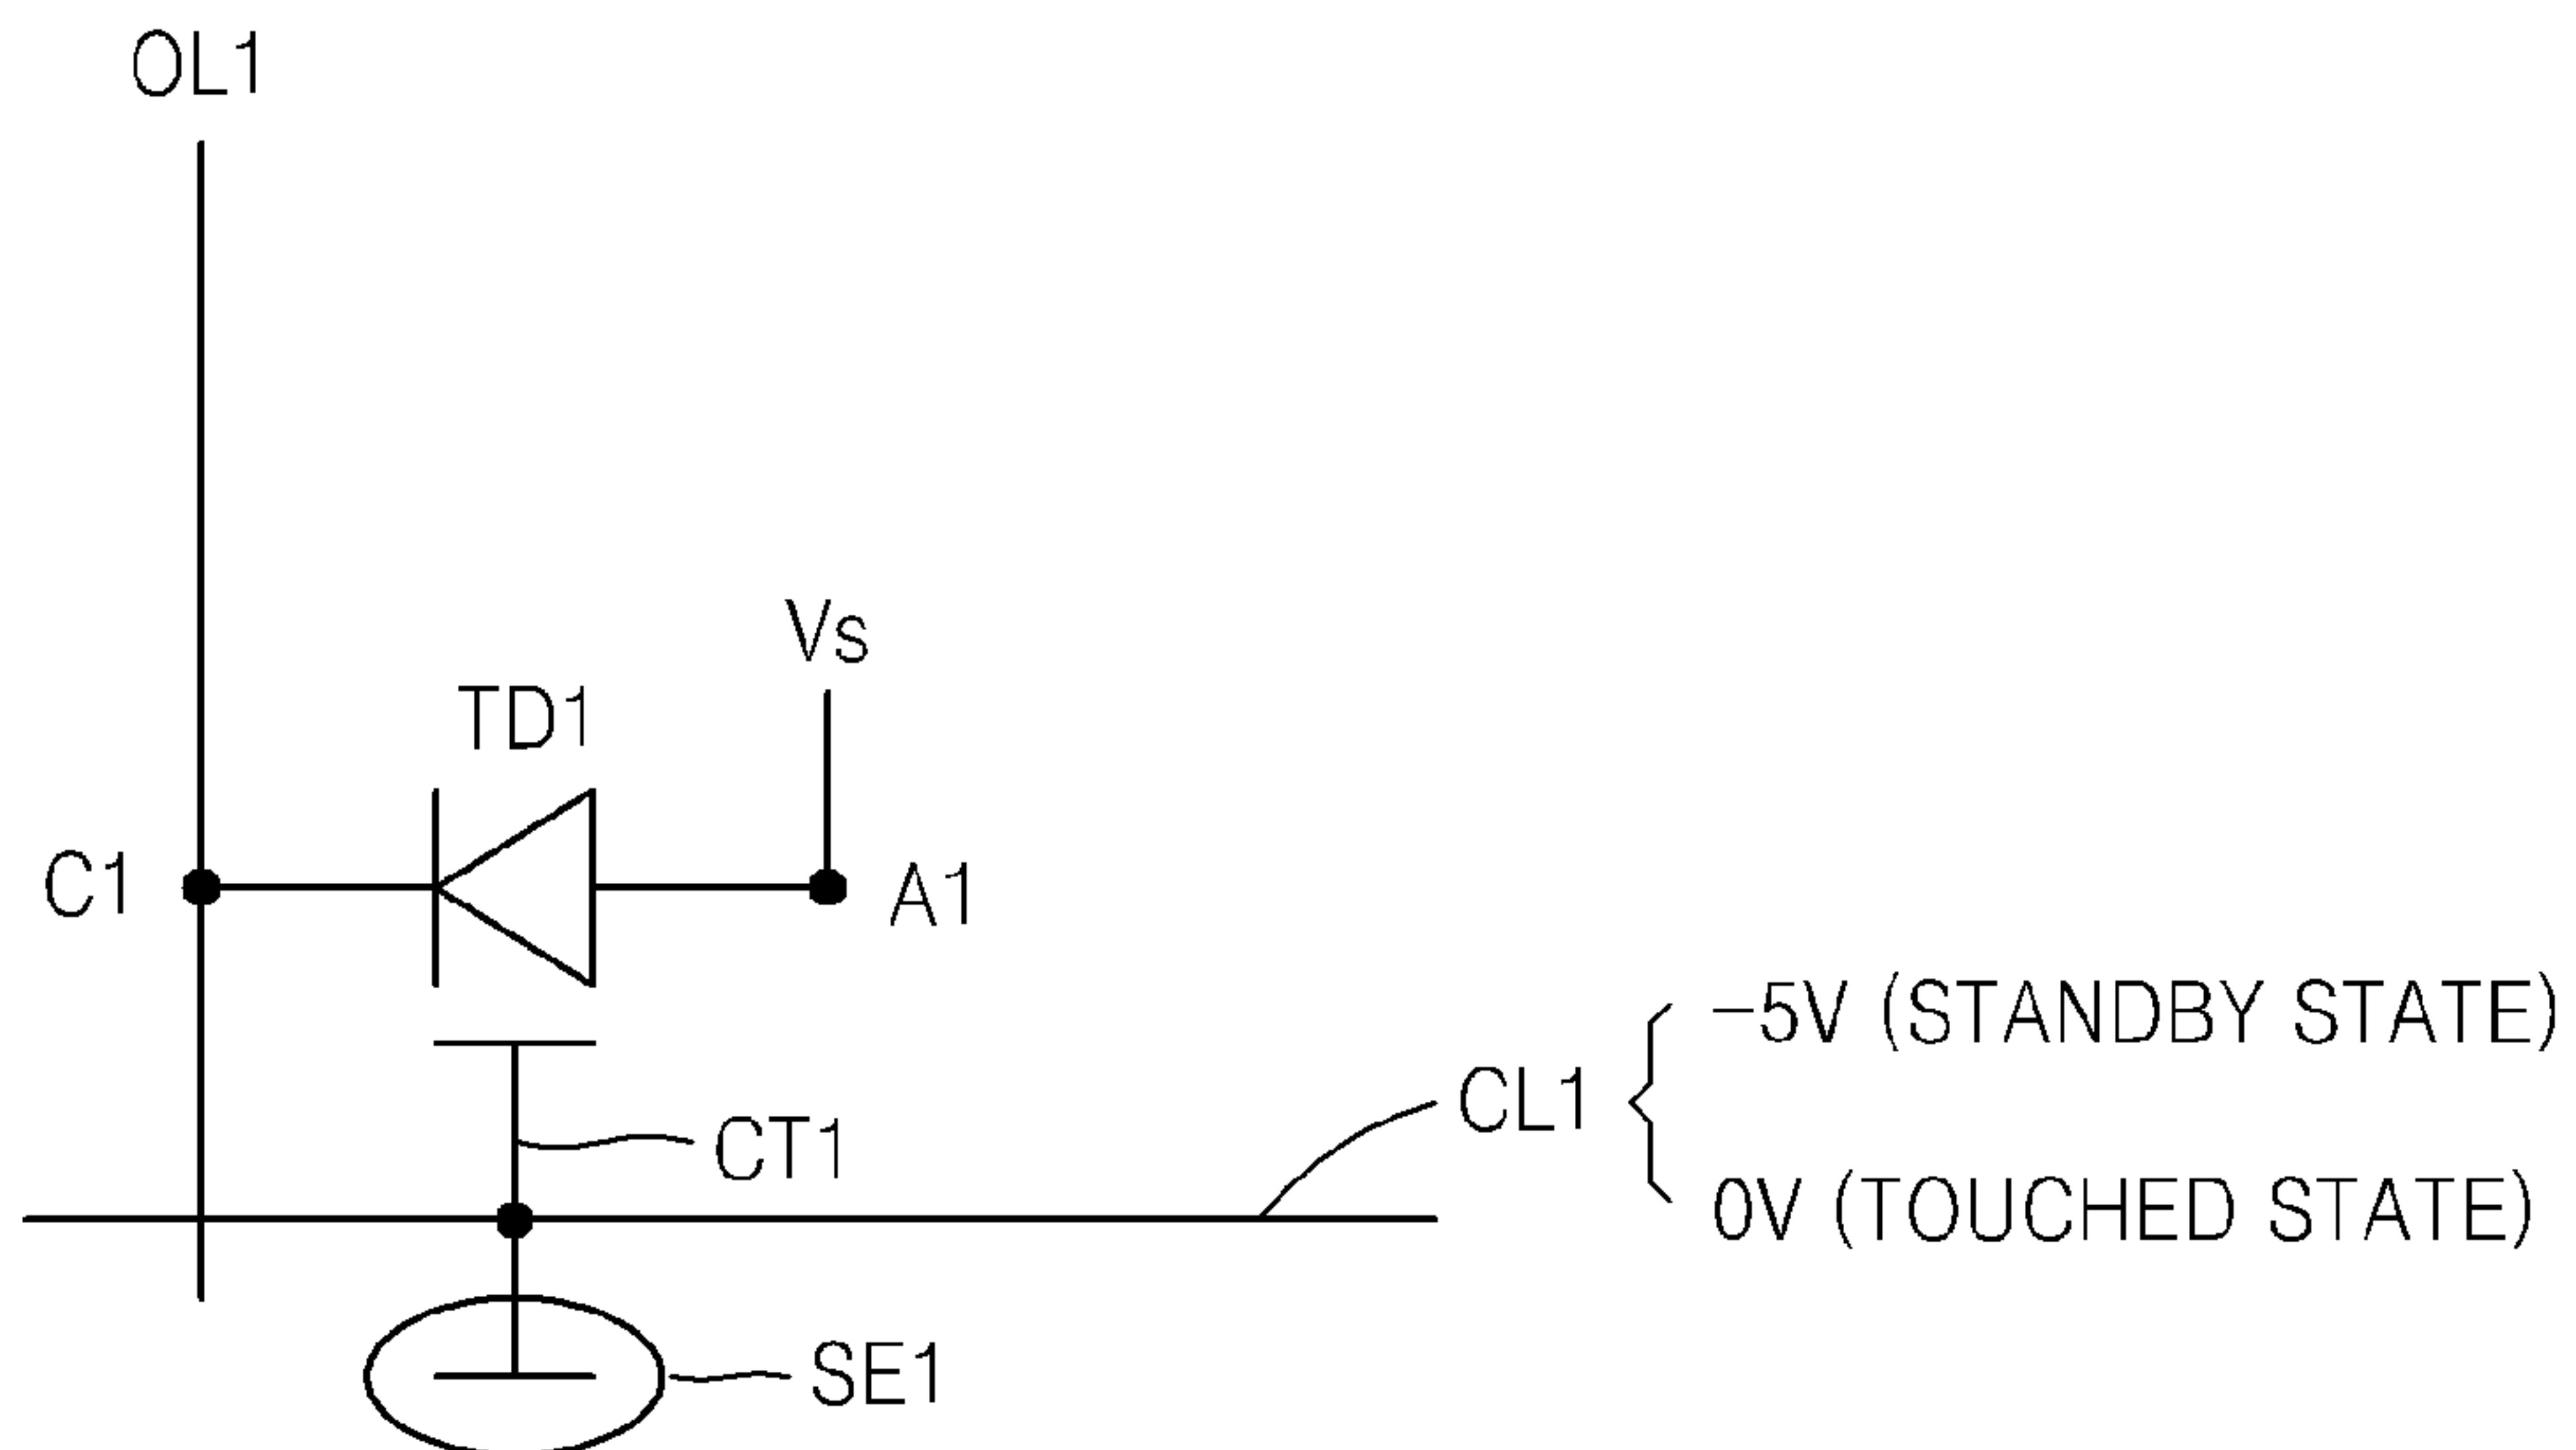 OL1
Vs
TD1
C1
A1
−5V (STANDBY STATE)
CL1
CT1
0V (TOUCHED STATE)
SE1